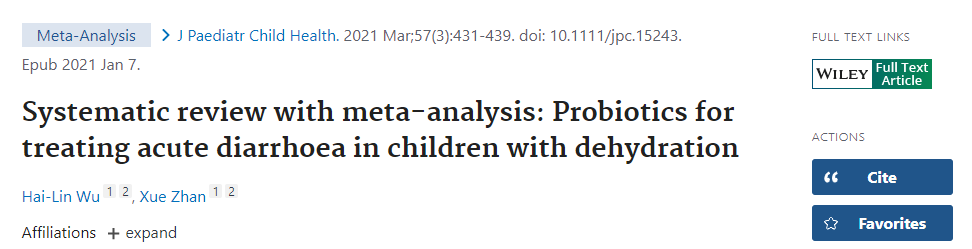 Meta-Analysis > J Paediatr Child Health. 2021 Mar;57(3):431-439. doi: 10.1111/jpc.15243.
Epub 2021 Jan 7.
Systematic review with meta-analysis: Probiotics for
treating acute diarrhoea in children with dehydration
Hai-Lin Wu 1 2, Xue Zhan 1 2
Affiliations + expand
FULL TEXT LINKS
WILEY Full Text
Article
ACTIONS
Cite
Favorites